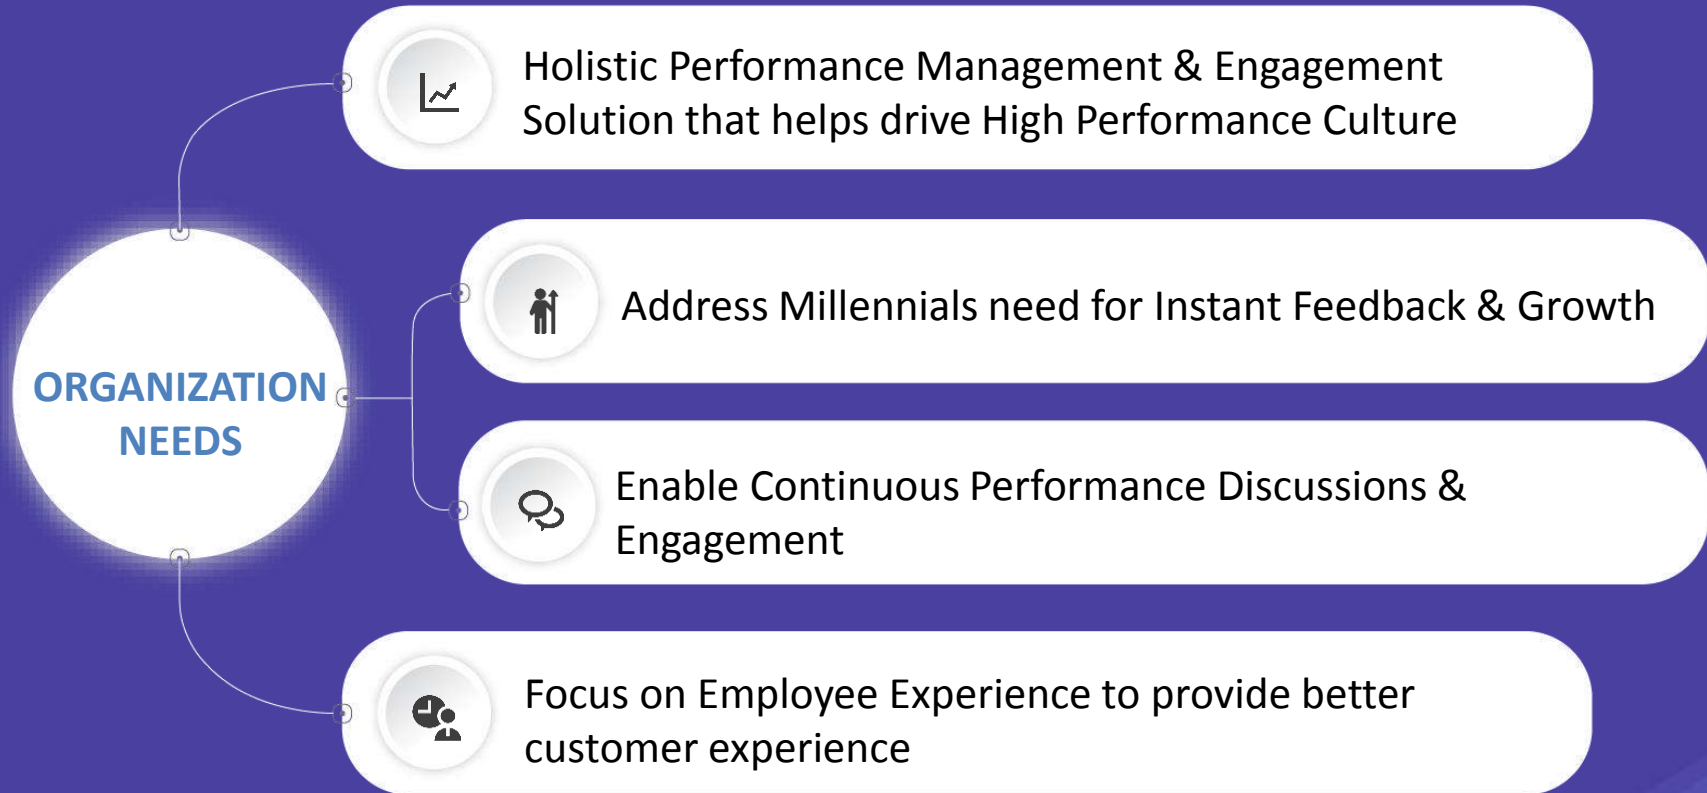 Holistic Performance Management & Engagement
Solution that helps drive High Performance Culture
Address Millennials need for Instant Feedback & Growth
ORGANIZATION
NEEDS
Enable Continuous Performance Discussions &
Engagement
Focus on Employee Experience to provide better
customer experience